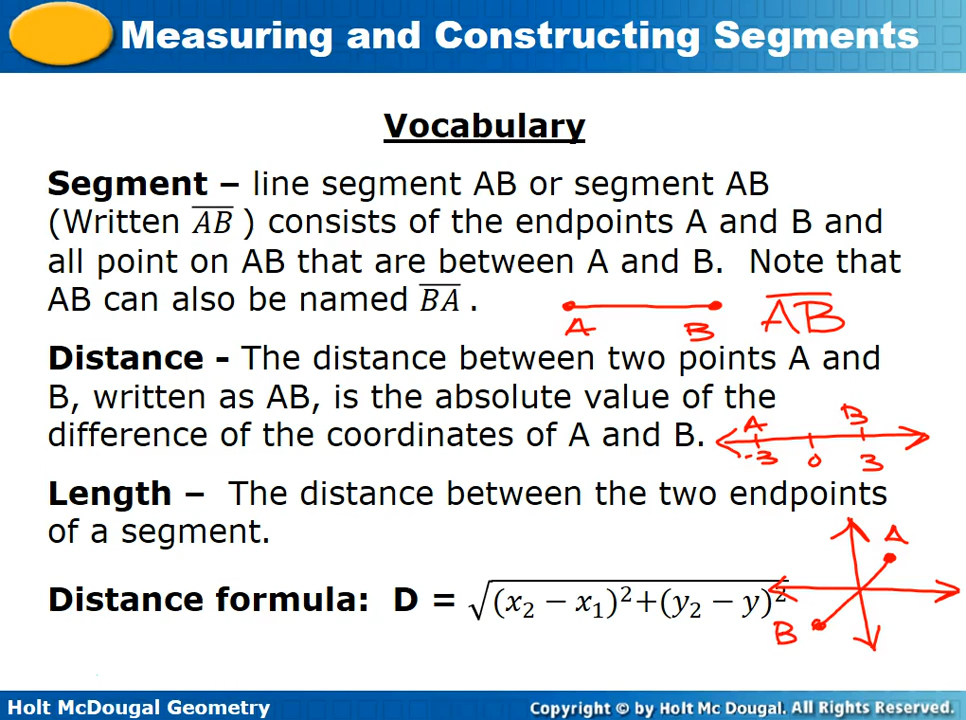 Measuring and Constructing Segments
Vocabulary
Segment – line segment AB or segment AB
(Written A̅B̅ ) consists of the endpoints A and B and
all point on AB that are between A and B. Note that
AB can also be named B̅A̅ .
A B A̅B̅
Distance - The distance between two points A and
B, written as AB, is the absolute value of the
difference of the coordinates of A and B.
A B
-3 0 3
Length – The distance between the two endpoints
of a segment.
A
Distance formula: D = √(x₂ − x₁)²+(y₂ − y)²
B
Holt McDougal Geometry
Copyright © by Holt Mc Dougal. All Rights Reserved.